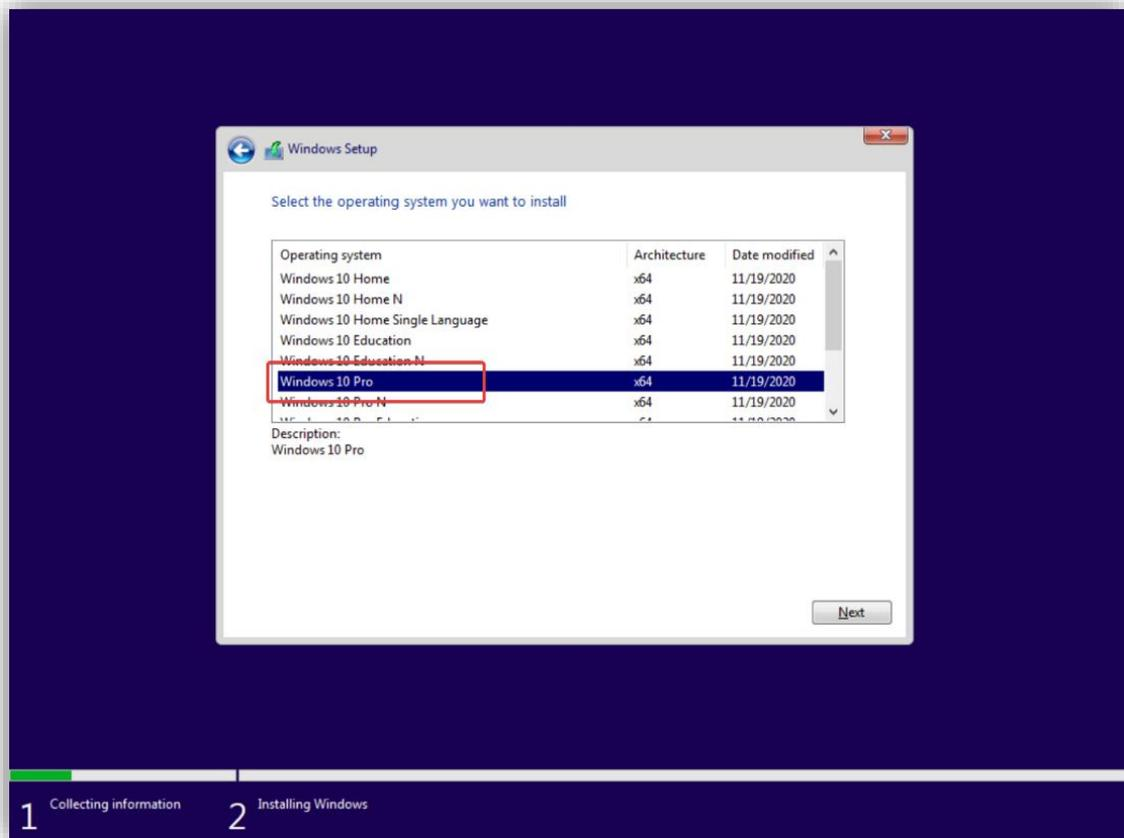 Windows Setup
Select the operating system you want to install
Operating system Architecture Date modified
Windows 10 Home x64 11/19/2020
Windows 10 Home N x64 11/19/2020
Windows 10 Home Single Language x64 11/19/2020
Windows 10 Education x64 11/19/2020
Windows 10 Education N x64 11/19/2020
Windows 10 Pro x64 11/19/2020
Windows 10 Pro N x64 11/19/2020
Description:
Windows 10 Pro
Next
1 Collecting information 2 Installing Windows